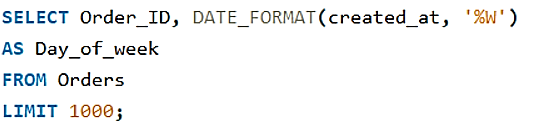 SELECT Order_ID, DATE_FORMAT(created_at, '%W')
AS Day_of_week
FROM Orders
LIMIT 1000;